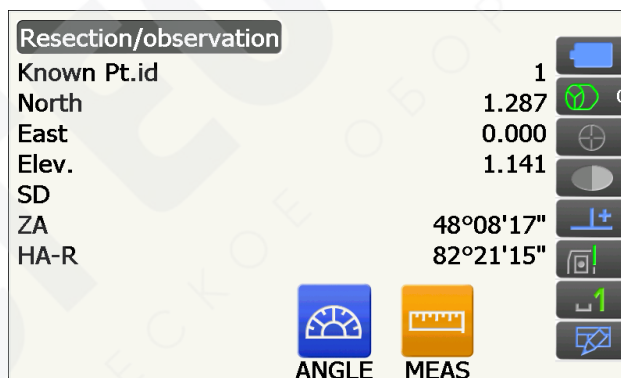 Resection/observation
Known Pt.id 1
North 1.287
East 0.000
Elev. 1.141
SD
ZA 48°08'17"
HA-R 82°21'15"
ANGLE MEAS